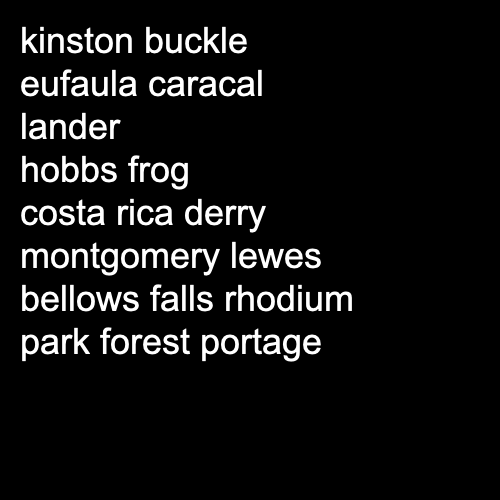 kinston buckle
eufaula caracal
lander
hobbs frog
costa rica derry
montgomery lewes
bellows falls rhodium
park forest portage